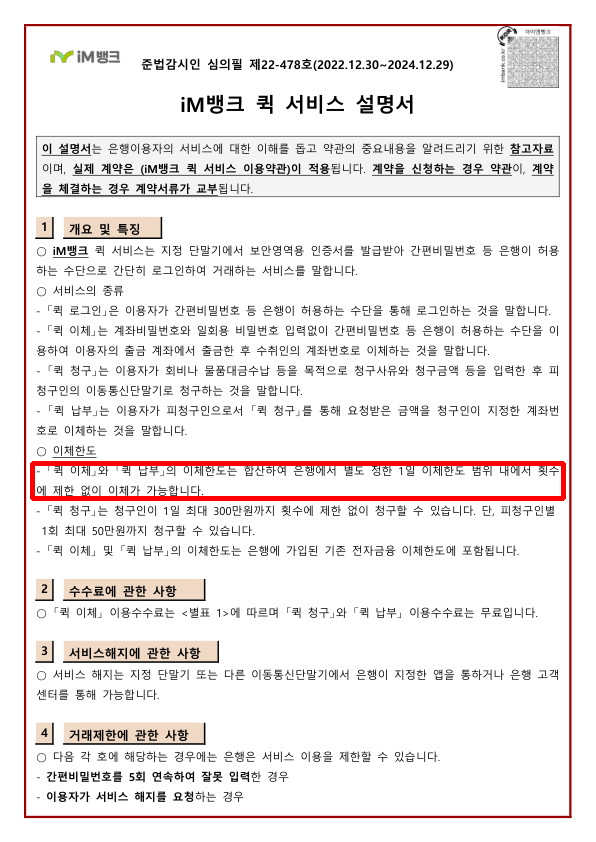 iM뱅크
준법감시인 심의필 제22-478호(2022.12.30~2024.12.29)
아이엠뱅크
imbank.co.kr
iM뱅크 퀵 서비스 설명서
이 설명서는 은행이용자의 서비스에 대한 이해를 돕고 약관의 중요내용을 알려드리기 위한 참고자료
이며, 실제 계약은 (iM뱅크 퀵 서비스 이용약관)이 적용됩니다. 계약을 신청하는 경우 약관이, 계약
을 체결하는 경우 계약서류가 교부됩니다.
1 개요 및 특징
○ iM뱅크 퀵 서비스는 지정 단말기에서 보안영역용 인증서를 발급받아 간편비밀번호 등 은행이 허용
하는 수단으로 간단히 로그인하여 거래하는 서비스를 말합니다.
○ 서비스의 종류
- 「퀵 로그인」은 이용자가 간편비밀번호 등 은행이 허용하는 수단을 통해 로그인하는 것을 말합니다.
- 「퀵 이체」는 계좌비밀번호와 일회용 비밀번호 입력없이 간편비밀번호 등 은행이 허용하는 수단을 이
용하여 이용자의 출금 계좌에서 출금한 후 수취인의 계좌번호로 이체하는 것을 말합니다.
- 「퀵 청구」는 이용자가 회비나 물품대금수납 등을 목적으로 청구사유와 청구금액 등을 입력한 후 피
청구인의 이동통신단말기로 청구하는 것을 말합니다.
- 「퀵 납부」는 이용자가 피청구인으로서 「퀵 청구」를 통해 요청받은 금액을 청구인이 지정한 계좌번
호로 이체하는 것을 말합니다.
○ 이체한도
- 「퀵 이체」와 「퀵 납부」의 이체한도는 합산하여 은행에서 별도 정한 1일 이체한도 범위 내에서 횟수
에 제한 없이 이체가 가능합니다.
- 「퀵 청구」는 청구인이 1일 최대 300만원까지 횟수에 제한 없이 청구할 수 있습니다. 단, 피청구인별
1회 최대 50만원까지 청구할 수 있습니다.
- 「퀵 이체」 및 「퀵 납부」의 이체한도는 은행에 가입된 기존 전자금융 이체한도에 포함됩니다.
2 수수료에 관한 사항
○ 「퀵 이체」 이용수수료는 <별표 1>에 따르며 「퀵 청구」와 「퀵 납부」 이용수수료는 무료입니다.
3 서비스해지에 관한 사항
○ 서비스 해지는 지정 단말기 또는 다른 이동통신단말기에서 은행이 지정한 앱을 통하거나 은행 고객
센터를 통해 가능합니다.
4 거래제한에 관한 사항
○ 다음 각 호에 해당하는 경우에는 은행은 서비스 이용을 제한할 수 있습니다.
- 간편비밀번호를 5회 연속하여 잘못 입력한 경우
- 이용자가 서비스 해지를 요청하는 경우